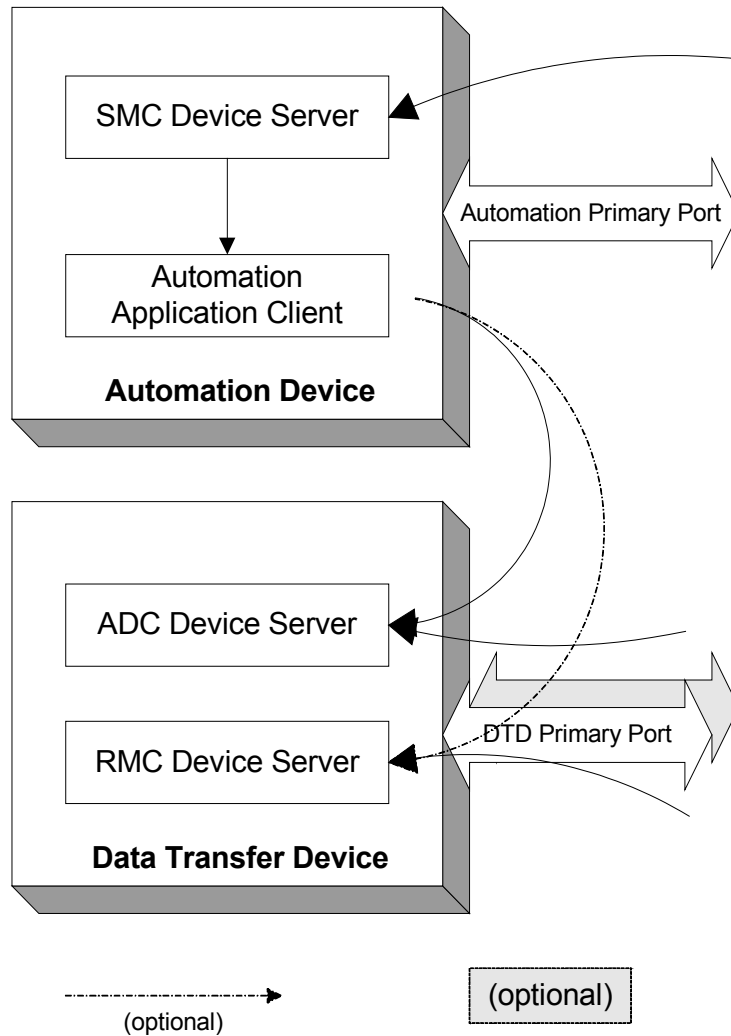 SMC Device Server
Automation Primary Port
Automation
Application Client
Automation Device
ADC Device Server
DTD Primary Port
RMC Device Server
Data Transfer Device
(optional)
(optional)